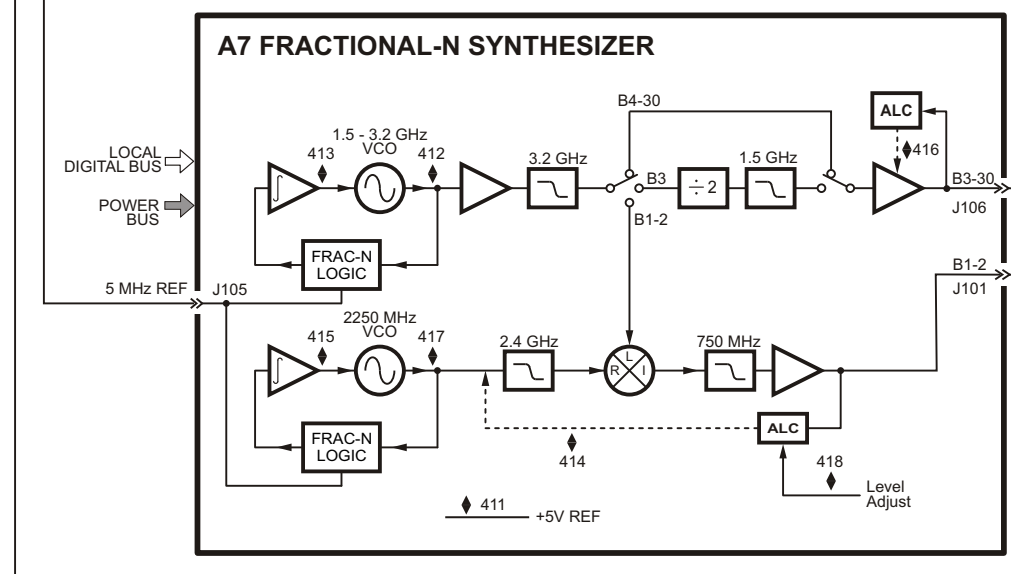 A7 FRACTIONAL-N SYNTHESIZER
B4-30
ALC
1.5 - 3.2 GHz
VCO
LOCAL
DIGITAL BUS
413
412
3.2 GHz
1.5 GHz
416
B3
÷2
B3-30
POWER
BUS
J106
B1-2
FRAC-N
LOGIC
B1-2
5 MHz REF
J105
J101
2250 MHz
VCO
415
417
2.4 GHz
750 MHz
L
R
I
ALC
FRAC-N
LOGIC
414
418
Level
Adjust
411
+5V REF